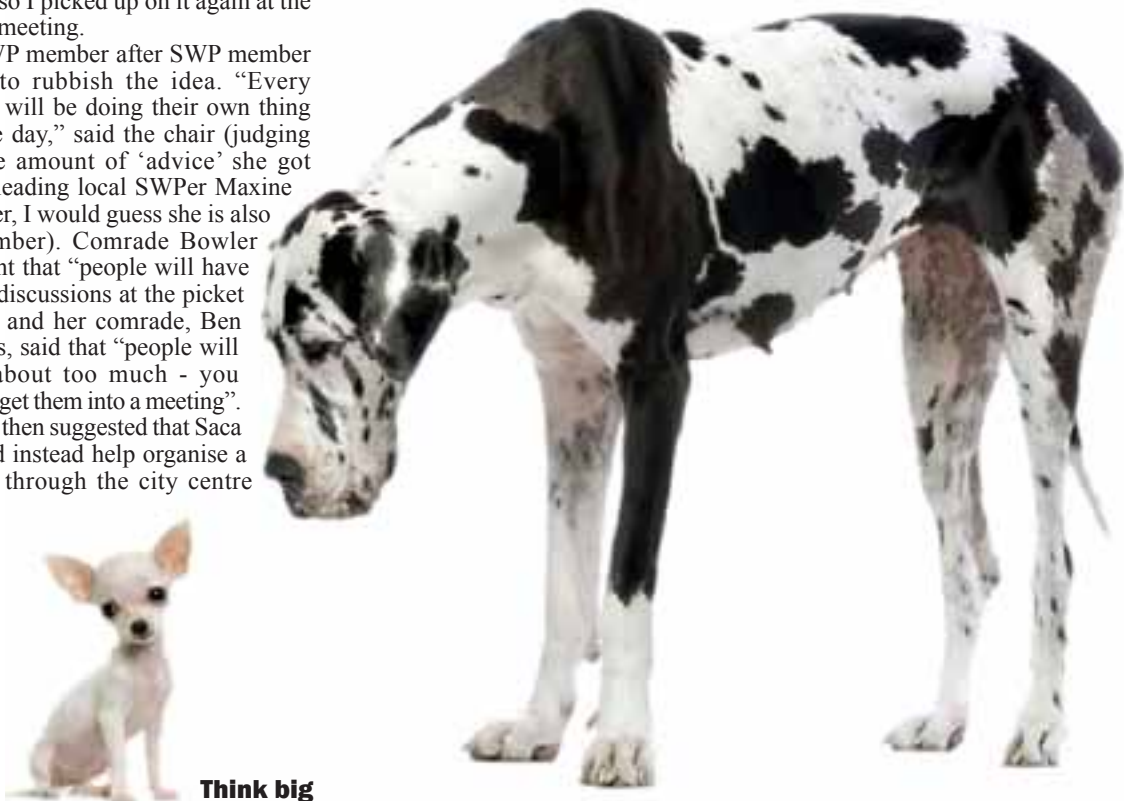 so I picked up on it again at the
meeting.
WP member after SWP member
to rubbish the idea. “Every
will be doing their own thing
e day,” said the chair (judging
e amount of ‘advice’ she got
leading local SWPer Maxine
er, I would guess she is also
mber). Comrade Bowler
nt that “people will have
discussions at the picket
and her comrade, Ben
s, said that “people will
about too much - you
get them into a meeting”.
then suggested that Saca
d instead help organise a
through the city centre
Think big